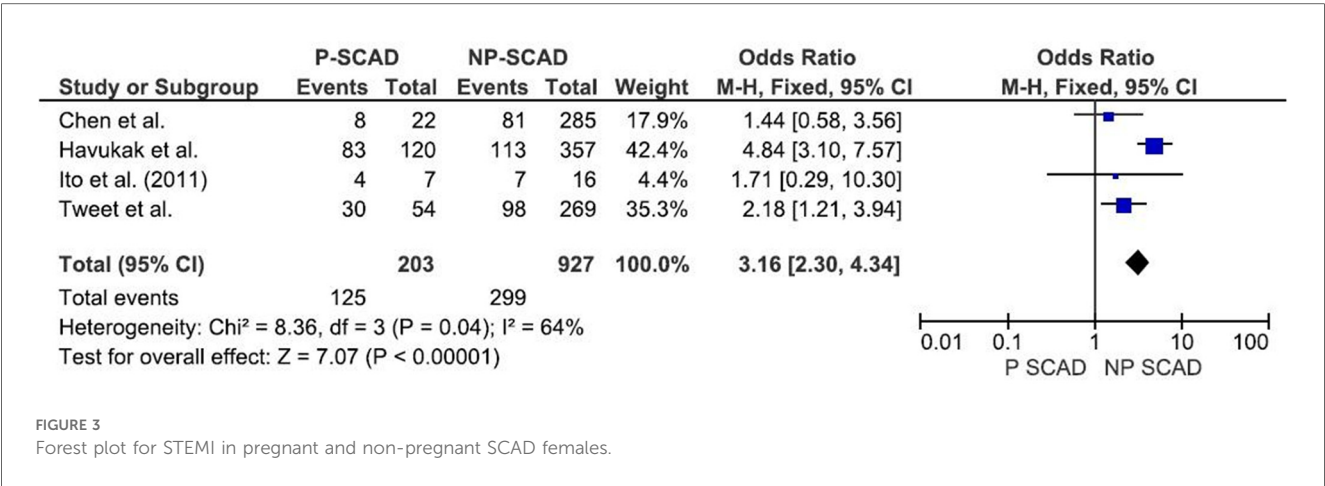 P-SCAD NP-SCAD Odds Ratio Odds Ratio
Study or Subgroup Events Total Events Total Weight M-H, Fixed, 95% CI M-H, Fixed, 95% CI
Chen et al. 8 22 81 285 17.9% 1.44 [0.58, 3.56]
Havukak et al. 83 120 113 357 42.4% 4.84 [3.10, 7.57]
Ito et al. (2011) 4 7 7 16 4.4% 1.71 [0.29, 10.30]
Tweet et al. 30 54 98 269 35.3% 2.18 [1.21, 3.94]
Total (95% CI) 203 927 100.0% 3.16 [2.30, 4.34]
Total events 125 299
Heterogeneity: Chi² = 8.36, df = 3 (P = 0.04); I² = 64%
Test for overall effect: Z = 7.07 (P < 0.00001)
0.01 0.1 1 10 100
P SCAD NP SCAD
FIGURE 3
Forest plot for STEMI in pregnant and non-pregnant SCAD females.